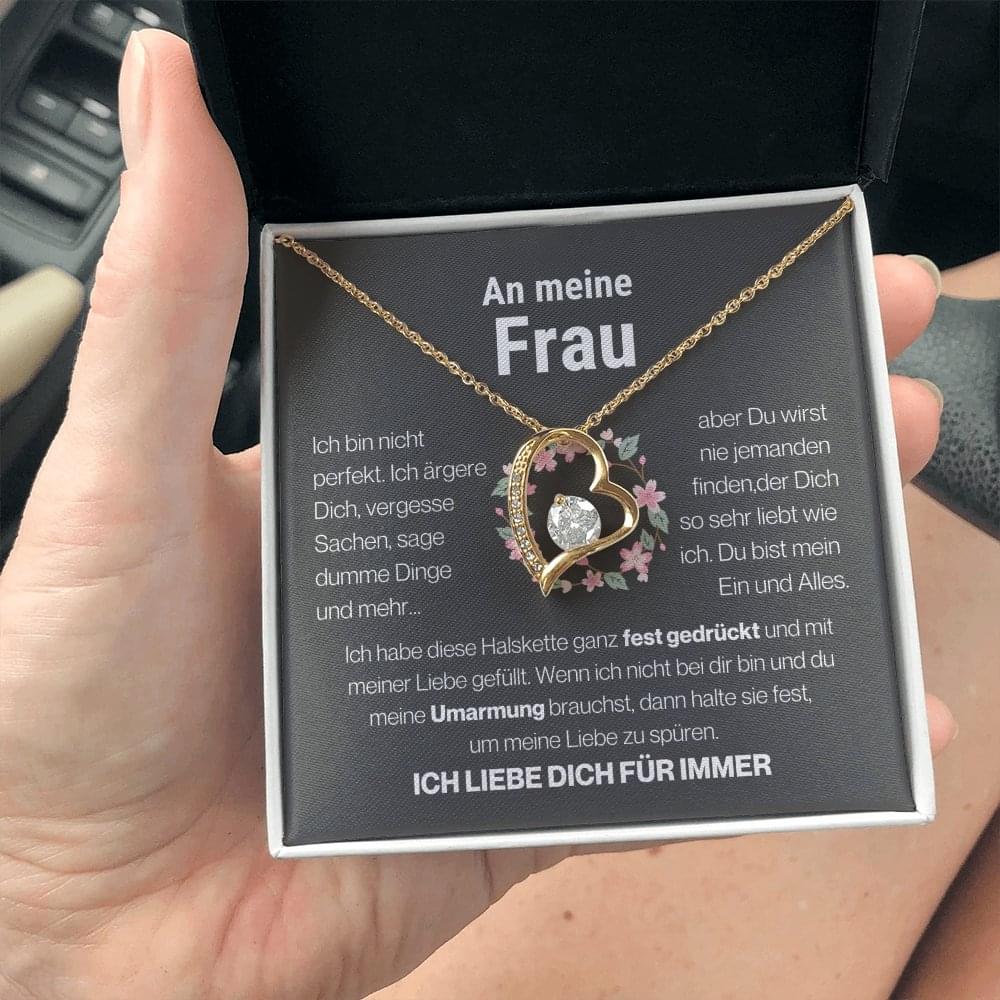 An meine
Frau
Ich bin nicht
perfekt. Ich ärgere
Dich, vergesse
Sachen, sage
dumme Dinge
und mehr...
aber Du wirst
nie jemanden
finden,der Dich
so sehr liebt wie
ich. Du bist mein
Ein und Alles.
Ich habe diese Halskette ganz fest gedrückt und mit
meiner Liebe gefüllt. Wenn ich nicht bei dir bin und du
meine Umarmung brauchst, dann halte sie fest,
um meine Liebe zu spüren.
ICH LIEBE DICH FÜR IMMER